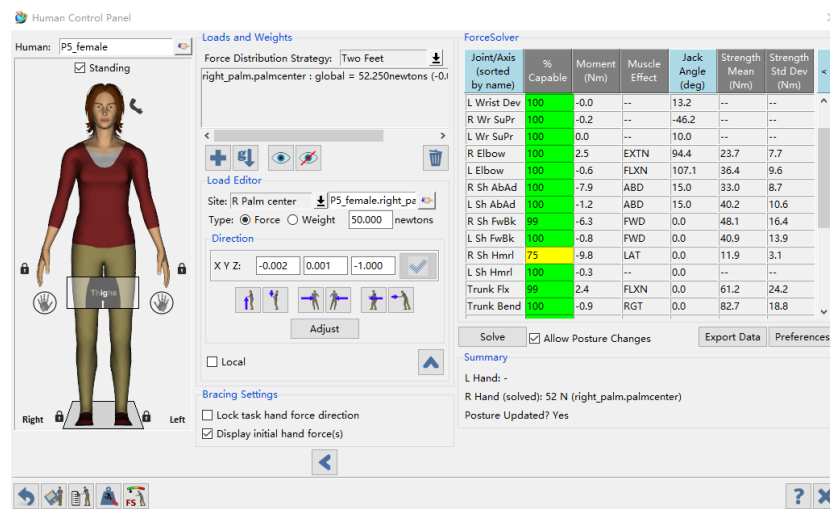 Human Control Panel
Human: P5_female
Standing
Thighs
Right
Left
Loads and Weights
Force Distribution Strategy: Two Feet
right_palm.palmcenter : global = 52.250newtons (-0.0
Load Editor
Site: R Palm center P5_female.right_pa
Type: Force Weight 50.000 newtons
Direction
X Y Z: -0.002 0.001 -1.000
Adjust
Local
Bracing Settings
Lock task hand force direction
Display initial hand force(s)
ForceSolver
Joint/Axis (sorted by name) % Capable Moment (Nm) Muscle Effect Jack Angle (deg) Strength Mean (Nm) Strength Std Dev (Nm) <
L Wrist Dev 100 -0.0 -- 13.2 -- --
R Wr SuPr 100 -0.2 -- -46.2 -- --
L Wr SuPr 100 0.0 -- 10.0 -- --
R Elbow 100 2.5 EXTN 94.4 23.7 7.7
L Elbow 100 -0.6 FLXN 107.1 36.4 9.6
R Sh AbAd 100 -7.9 ABD 15.0 33.0 8.7
L Sh AbAd 100 -1.2 ABD 15.0 40.2 10.6
R Sh FwBk 99 -6.3 FWD 0.0 48.1 16.4
L Sh FwBk 100 -0.8 FWD 0.0 40.9 13.9
R Sh Hmrl 75 -9.8 LAT 0.0 11.9 3.1
L Sh Hmrl 100 -0.3 -- 0.0 -- --
Trunk Flx 99 2.4 FLXN 0.0 61.2 24.2
Trunk Bend 100 -0.9 RGT 0.0 82.7 18.8
Solve Allow Posture Changes Export Data Preferences
Summary
L Hand: -
R Hand (solved): 52 N (right_palm.palmcenter)
Posture Updated? Yes
FS
?